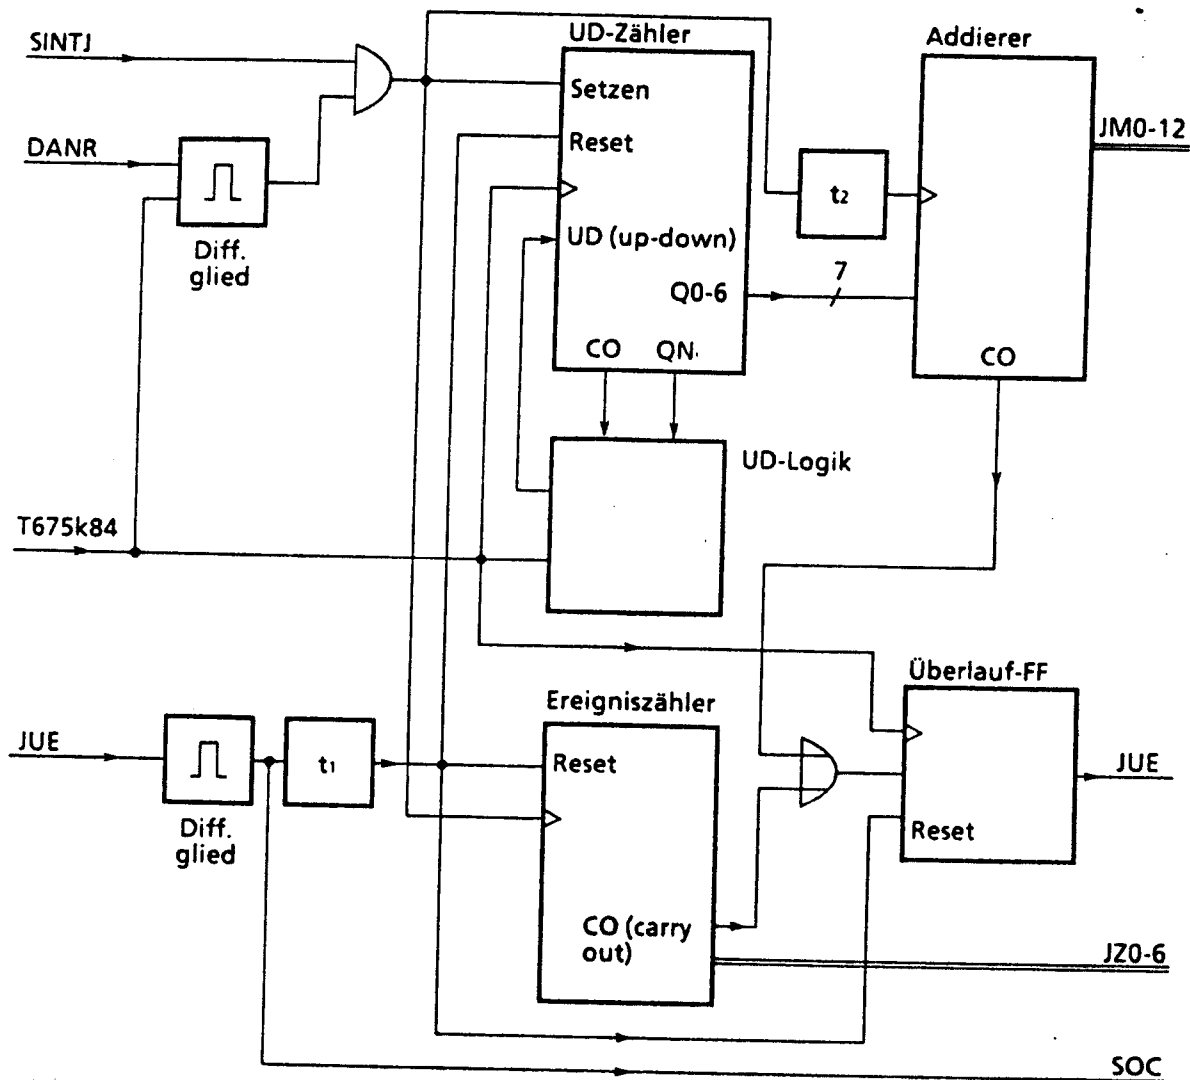 SINTJ
UD-Zähler
Addierer
Setzen
Reset
JM0-12
DANR
t2
UD (up-down)
Diff.
glied
7
Q0-6
CO
QN
CO
UD-Logik
T675k84
Überlauf-FF
Ereigniszähler
JUE
t1
Reset
JUE
Diff.
glied
Reset
CO (carry
out)
JZ0-6
SOC